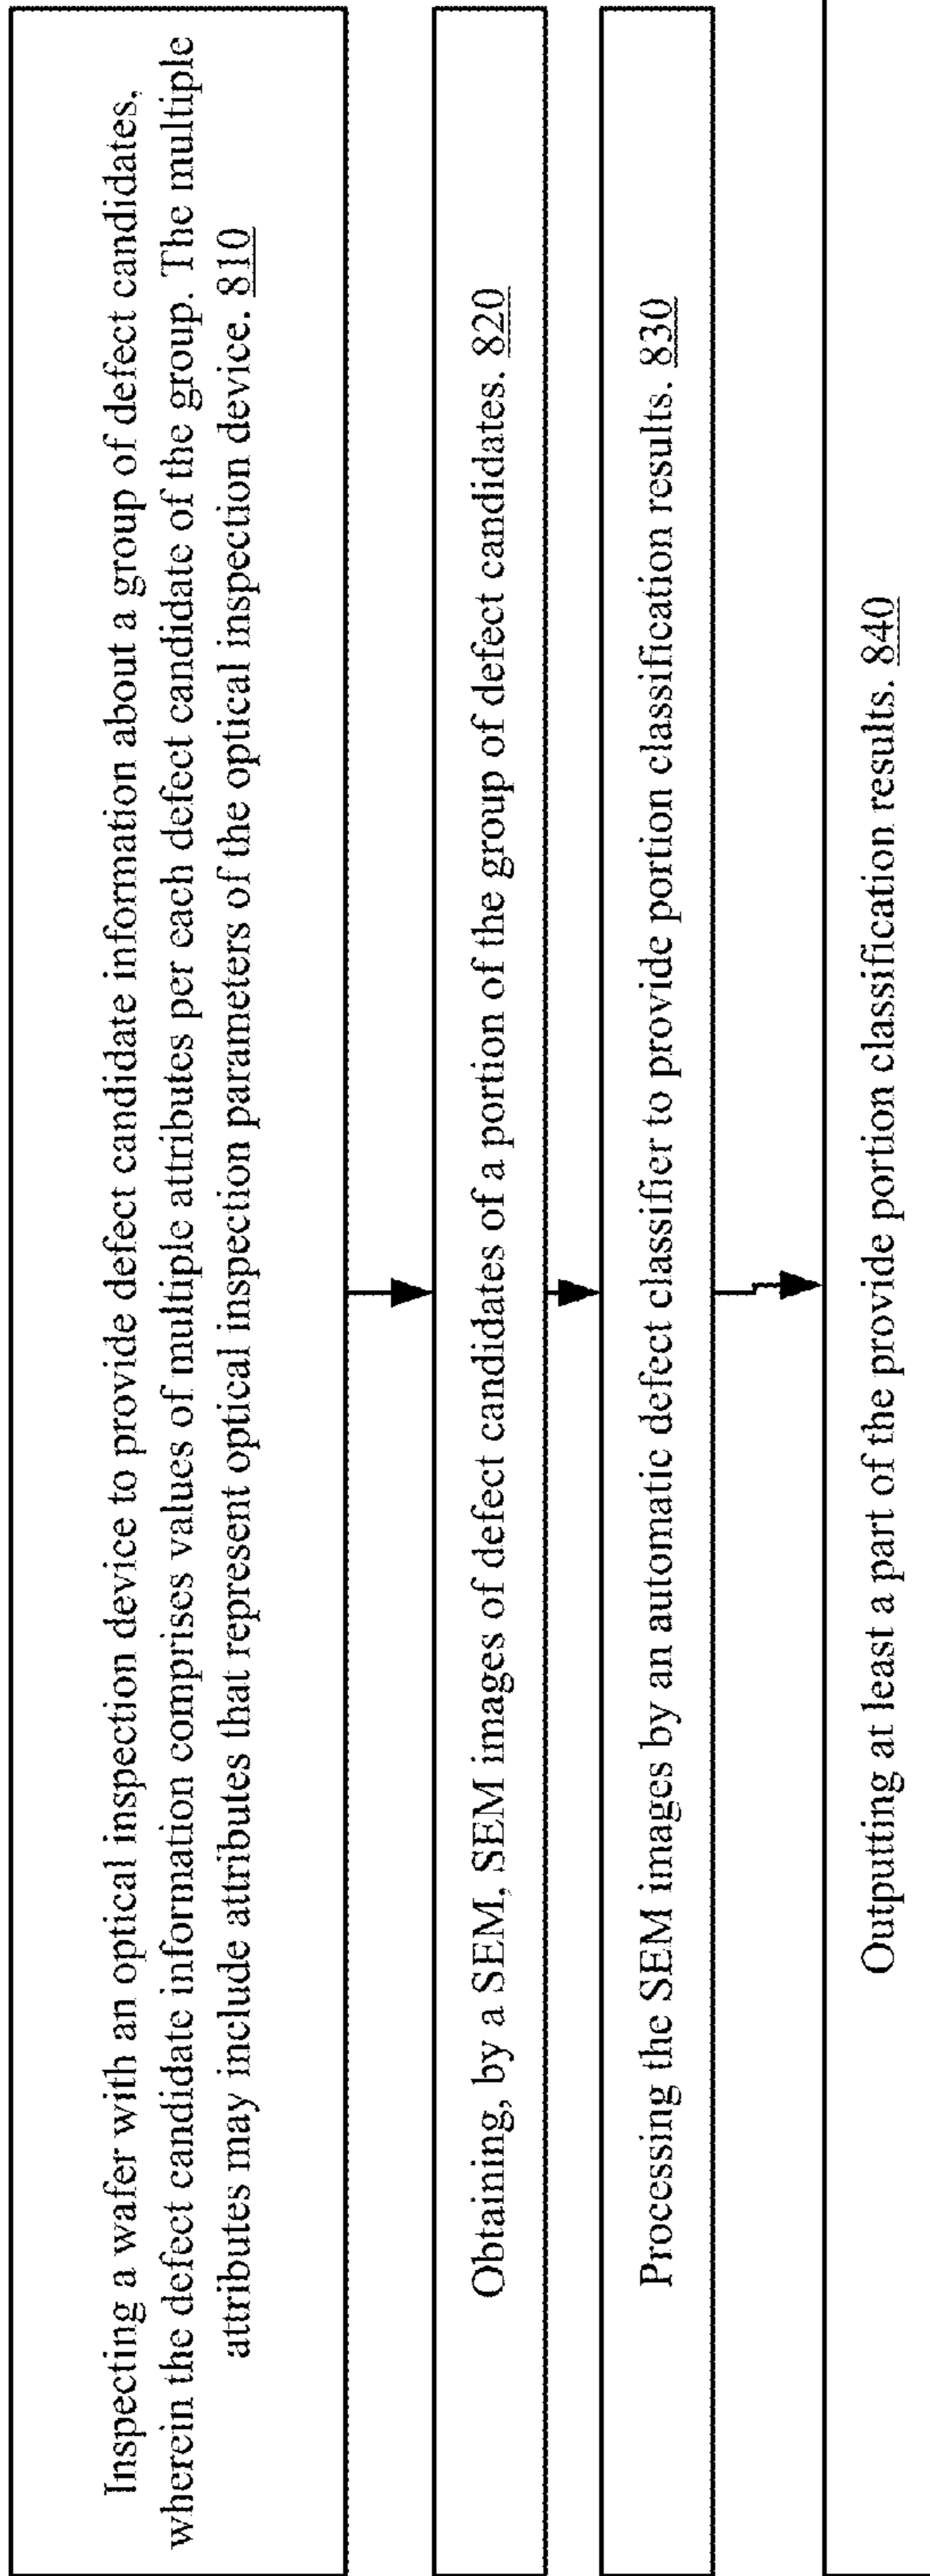 Inspecting a wafer with an optical inspection device to provide defect candidate information about a group of defect candidates,
wherein the defect candidate information comprises values of multiple attributes per each defect candidate of the group. The multiple
attributes may include attributes that represent optical inspection parameters of the optical inspection device. 810
Obtaining, by a SEM, SEM images of defect candidates of a portion of the group of defect candidates. 820
Processing the SEM images by an automatic defect classifier to provide portion classification results. 830
Outputting at least a part of the provide portion classification results. 840